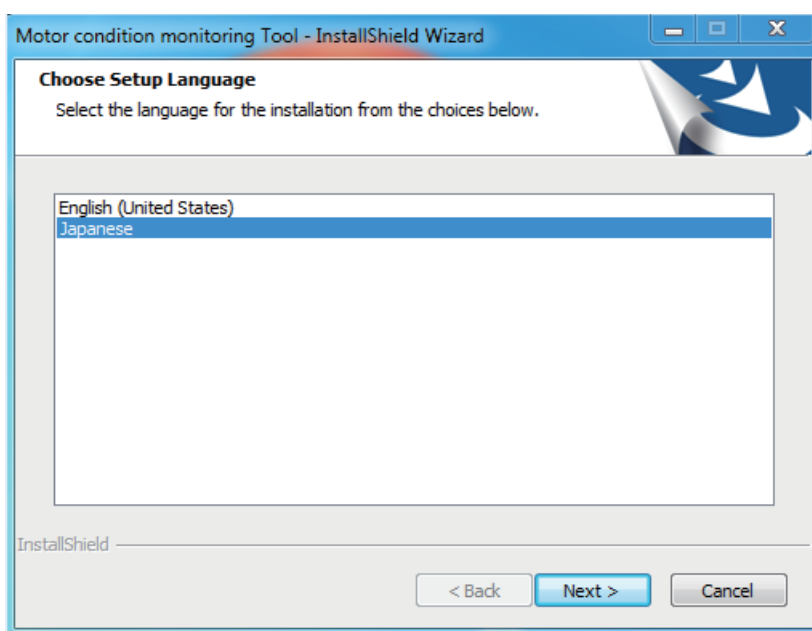 Motor condition monitoring Tool - InstallShield Wizard
Choose Setup Language
Select the language for the installation from the choices below.
English (United States)
Japanese
InstallShield
< Back Next > Cancel